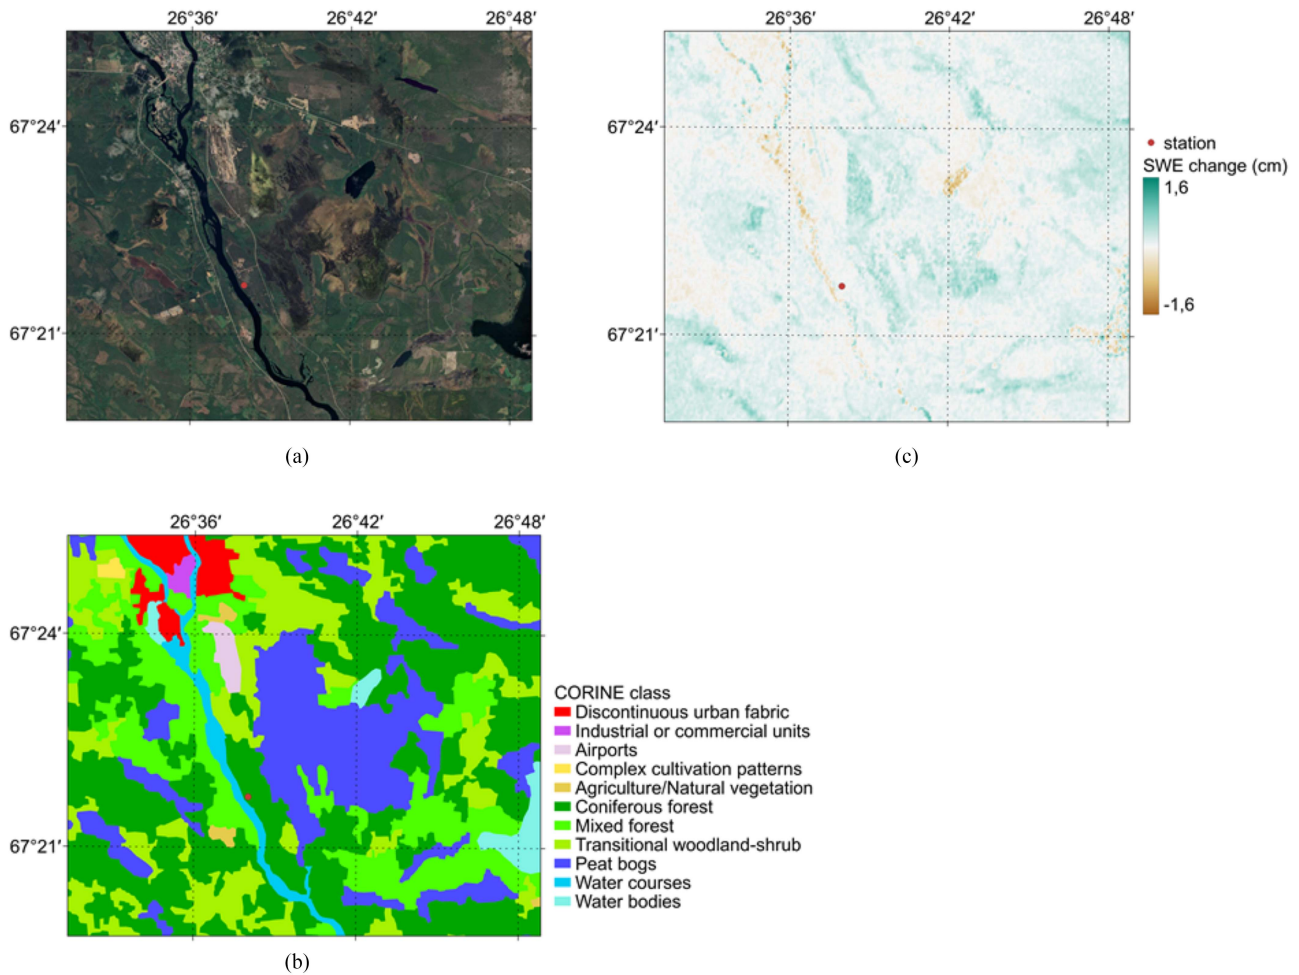 26°36′ 26°42′ 26°48′
26°36′ 26°42′ 26°48′
67°24′
67°21′
67°24′
67°21′
station
SWE change (cm)
1,6
-1,6
(a)
(c)
26°36′ 26°42′ 26°48′
67°24′
67°21′
CORINE class
Discontinuous urban fabric
Industrial or commercial units
Airports
Complex cultivation patterns
Agriculture/Natural vegetation
Coniferous forest
Mixed forest
Transitional woodland-shrub
Peat bogs
Water courses
Water bodies
(b)